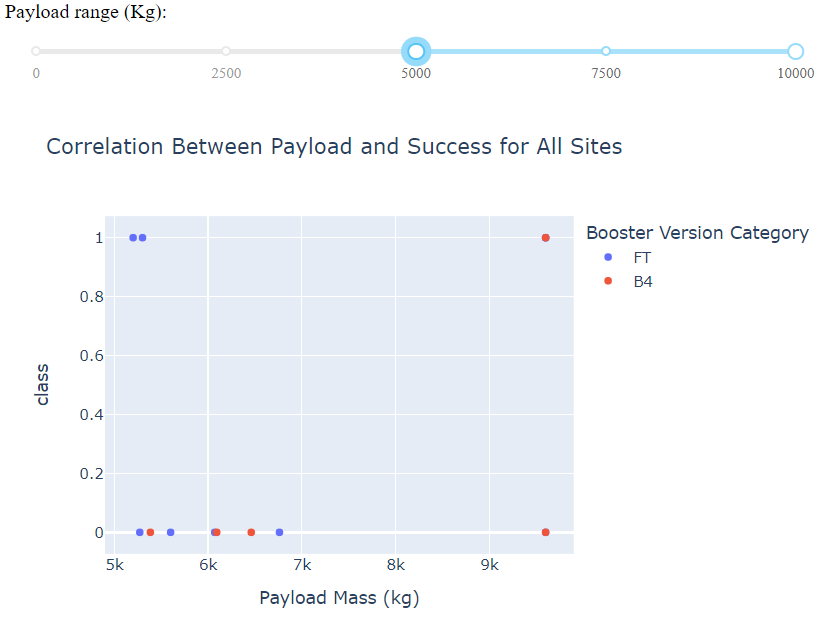 Payload range (Kg):
0 2500 5000 7500 10000
Correlation Between Payload and Success for All Sites
Booster Version Category
FT
B4
class
1
0.8
0.6
0.4
0.2
0
5k 6k 7k 8k 9k
Payload Mass (kg)